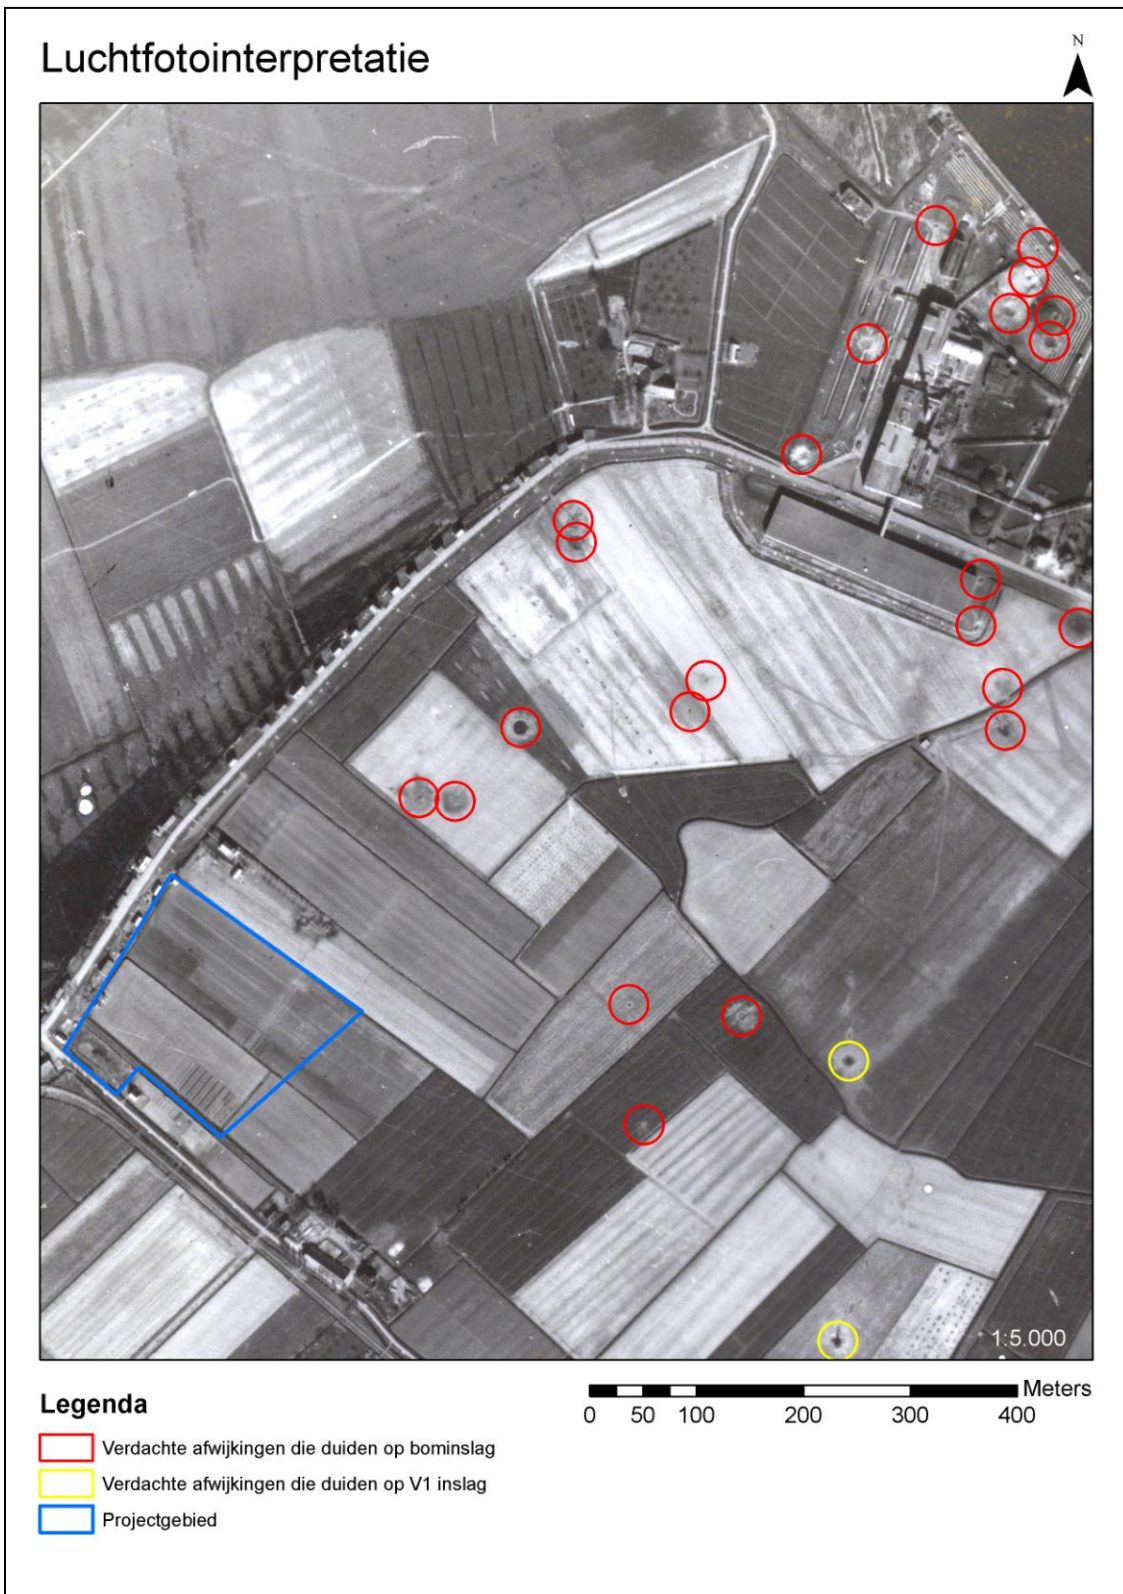 Luchtfotointerpretatie
N
1:5.000
Legenda
Meters
0 50 100 200 300 400
Verdachte afwijkingen die duiden op bominslag
Verdachte afwijkingen die duiden op V1 inslag
Projectgebied